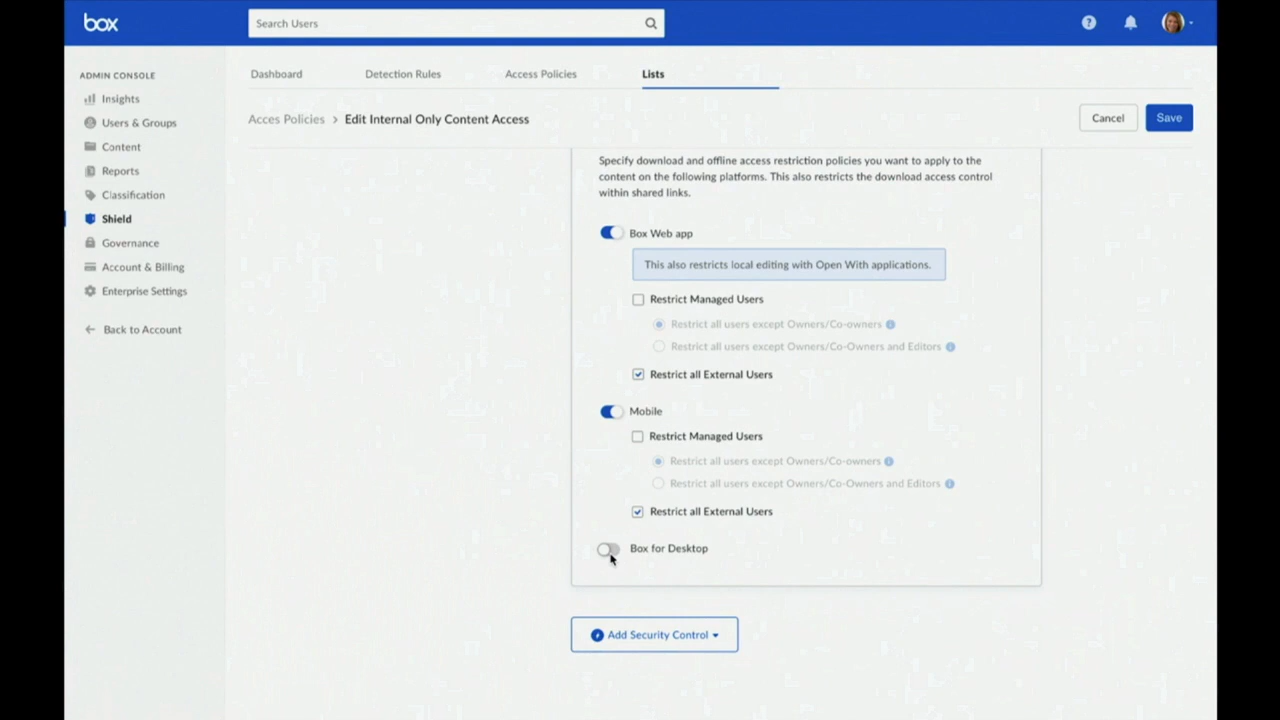 box
Search Users
ADMIN CONSOLE
Insights
Users & Groups
Content
Reports
Classification
Shield
Governance
Account & Billing
Enterprise Settings
Back to Account
Dashboard
Detection Rules
Access Policies
Lists
Acces Policies > Edit Internal Only Content Access
Cancel
Save
Specify download and offline access restriction policies you want to apply to the
content on the following platforms. This also restricts the download access control
within shared links.
Box Web app
This also restricts local editing with Open With applications.
Restrict Managed Users
Restrict all users except Owners/Co-owners
Restrict all users except Owners/Co-Owners and Editors
Restrict all External Users
Mobile
Restrict Managed Users
Restrict all users except Owners/Co-owners
Restrict all users except Owners/Co-Owners and Editors
Restrict all External Users
Box for Desktop
Add Security Control